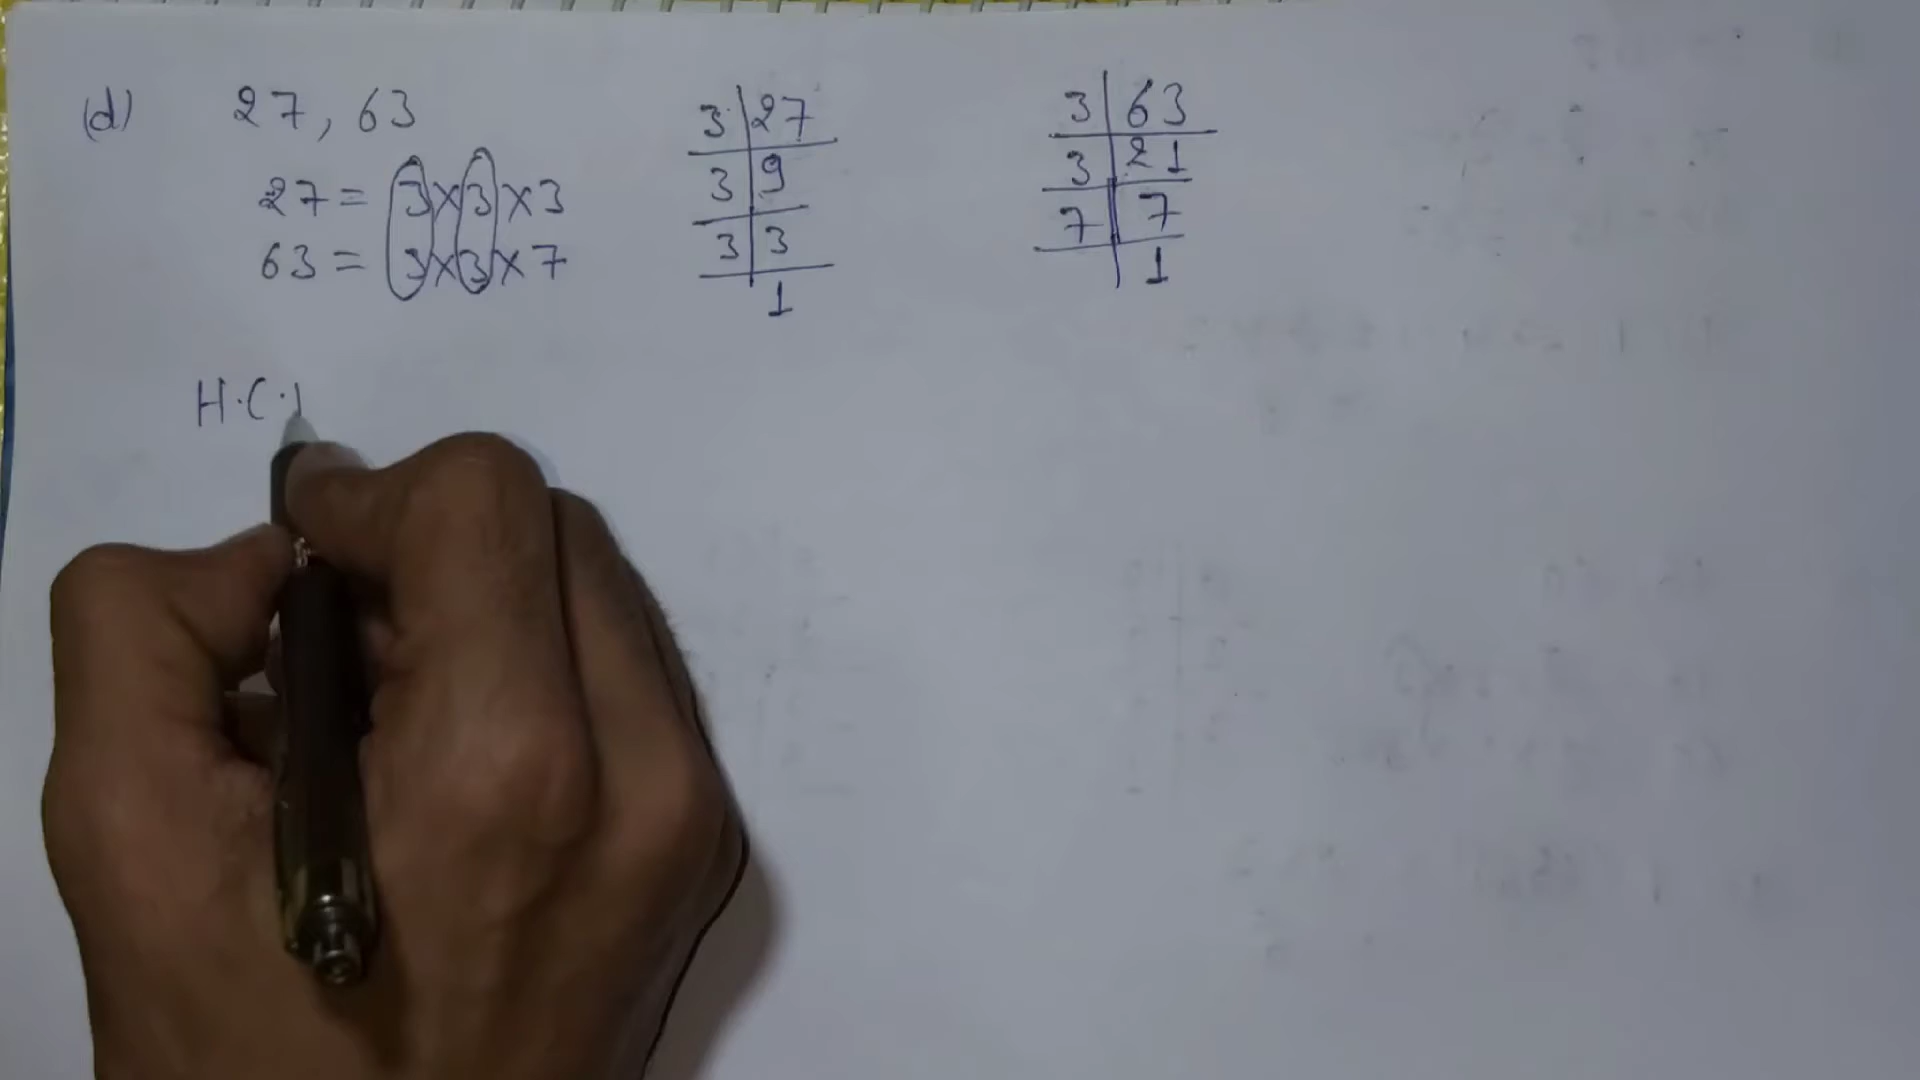 (d) 27, 63
27 = 3×3×3
63 = 3×3×7
3 27
3 9
3 3
1
3 63
3 21
7 7
1
H.C.